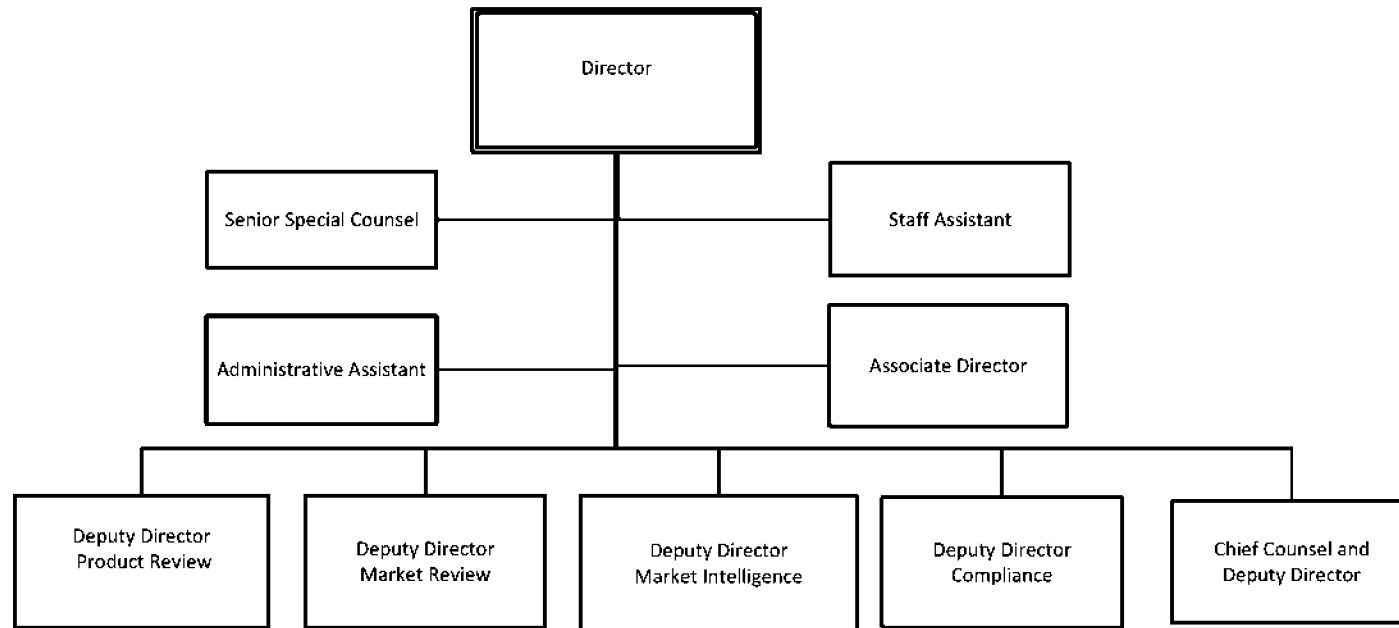 Director
Senior Special Counsel
Staff Assistant
Administrative Assistant
Associate Director
Deputy Director
Product Review
Deputy Director
Market Review
Deputy Director
Market Intelligence
Deputy Director
Compliance
Chief Counsel and
Deputy Director